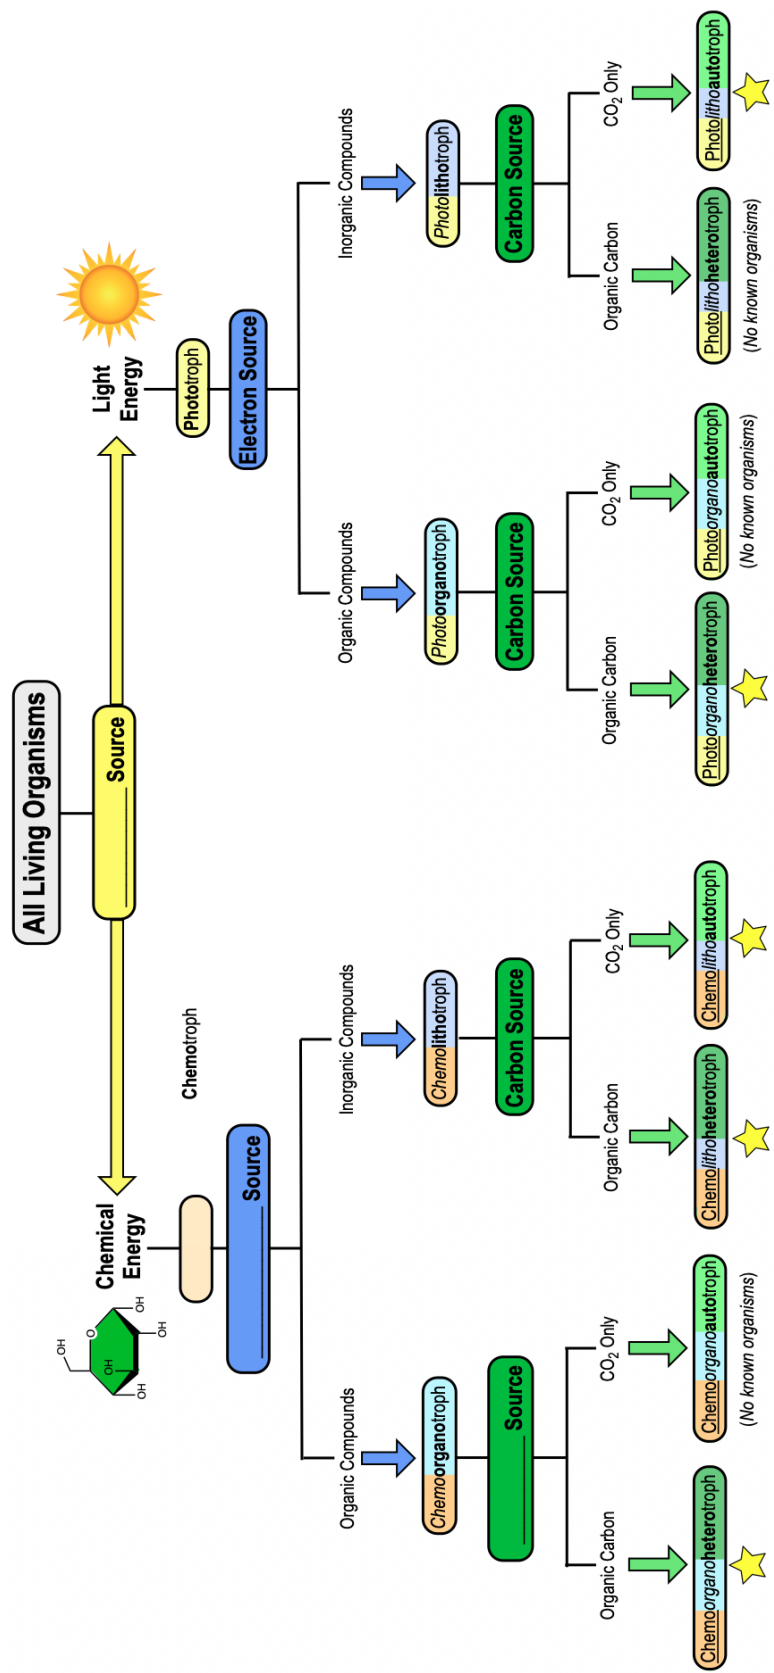 All Living Organisms
____________ Source
Chemical
Energy
Light
Energy
OH
O
OH
OH
OH
OH
Chemotroph
Phototroph
____________ Source
Electron Source
Organic Compounds
Inorganic Compounds
Organic Compounds
Inorganic Compounds
Chemoorganotroph
Chemolithotroph
Photoorganotroph
Photolithotroph
____________ Source
Carbon Source
Carbon Source
Carbon Source
Organic Carbon
CO₂ Only
Organic Carbon
CO₂ Only
Organic Carbon
CO₂ Only
Organic Carbon
CO₂ Only
Chemoorganoheterotroph
Chemoorganoautotroph
Chemolithoheterotroph
Chemolithoautotroph
Photoorganoheterotroph
Photoorganoautotroph
Photolithoheterotroph
Photolithoautotroph
(No known organisms)
(No known organisms)
(No known organisms)